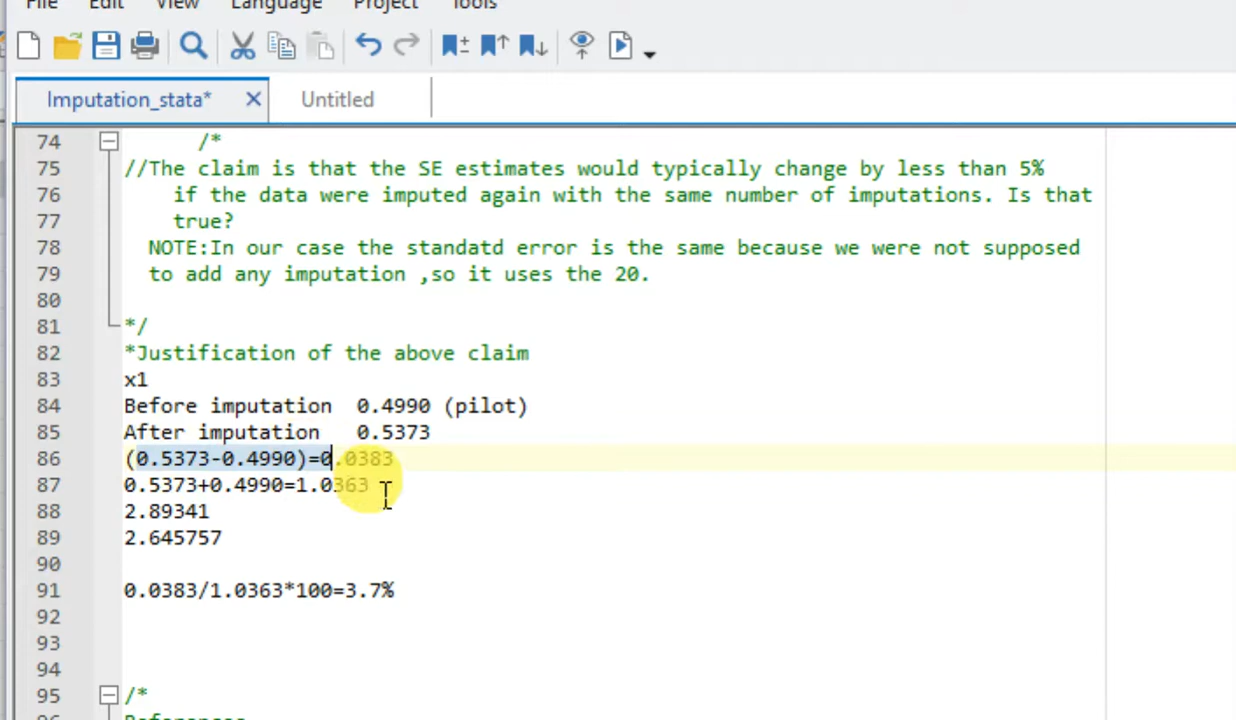 File Edit View Language Project Tools
Imputation_stata* Untitled
74 /*
75 //The claim is that the SE estimates would typically change by less than 5%
76 if the data were imputed again with the same number of imputations. Is that
77 true?
78 NOTE:In our case the standatd error is the same because we were not supposed
79 to add any imputation ,so it uses the 20.
80
81 */
82 *Justification of the above claim
83 x1
84 Before imputation 0.4990 (pilot)
85 After imputation 0.5373
86 (0.5373-0.4990)=0.0383
87 0.5373+0.4990=1.0363
88 2.89341
89 2.645757
90
91 0.0383/1.0363*100=3.7%
92
93
94
95 /*
96 References